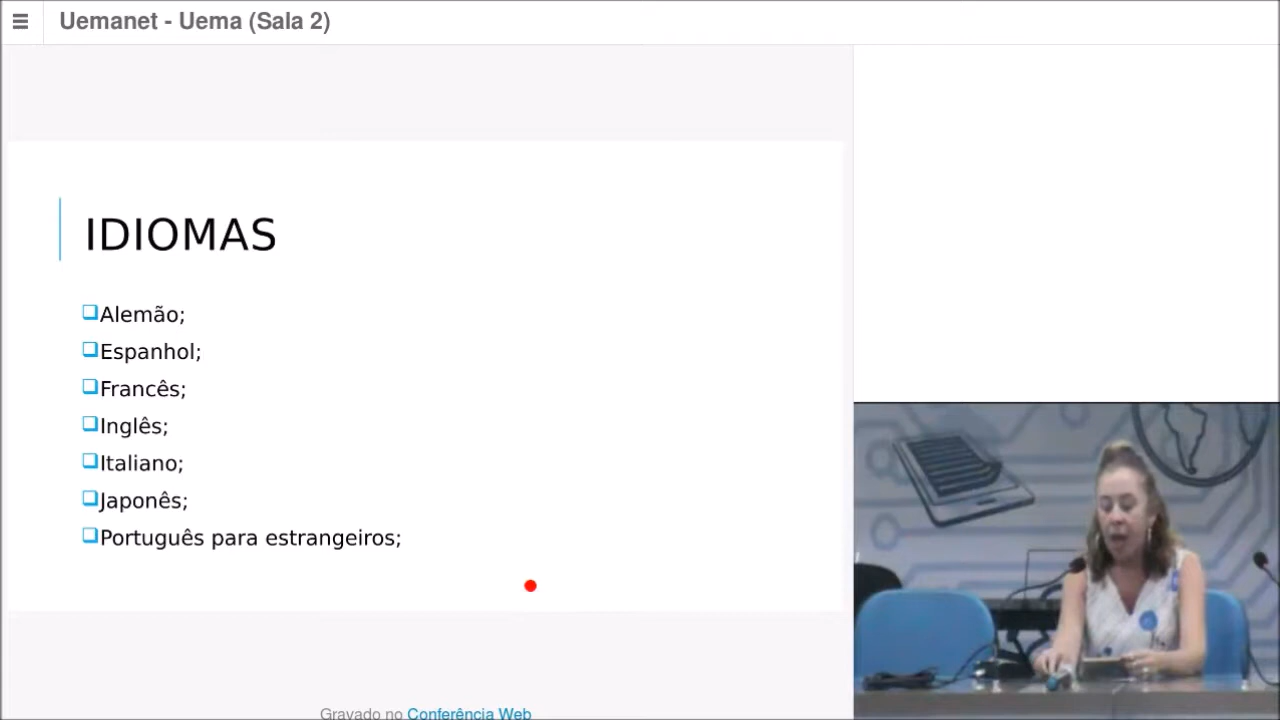 Uemanet - Uema (Sala 2)
IDIOMAS
Alemão;
Espanhol;
Francês;
Inglês;
Italiano;
Japonês;
Português para estrangeiros;
Gravado no Conferência Web